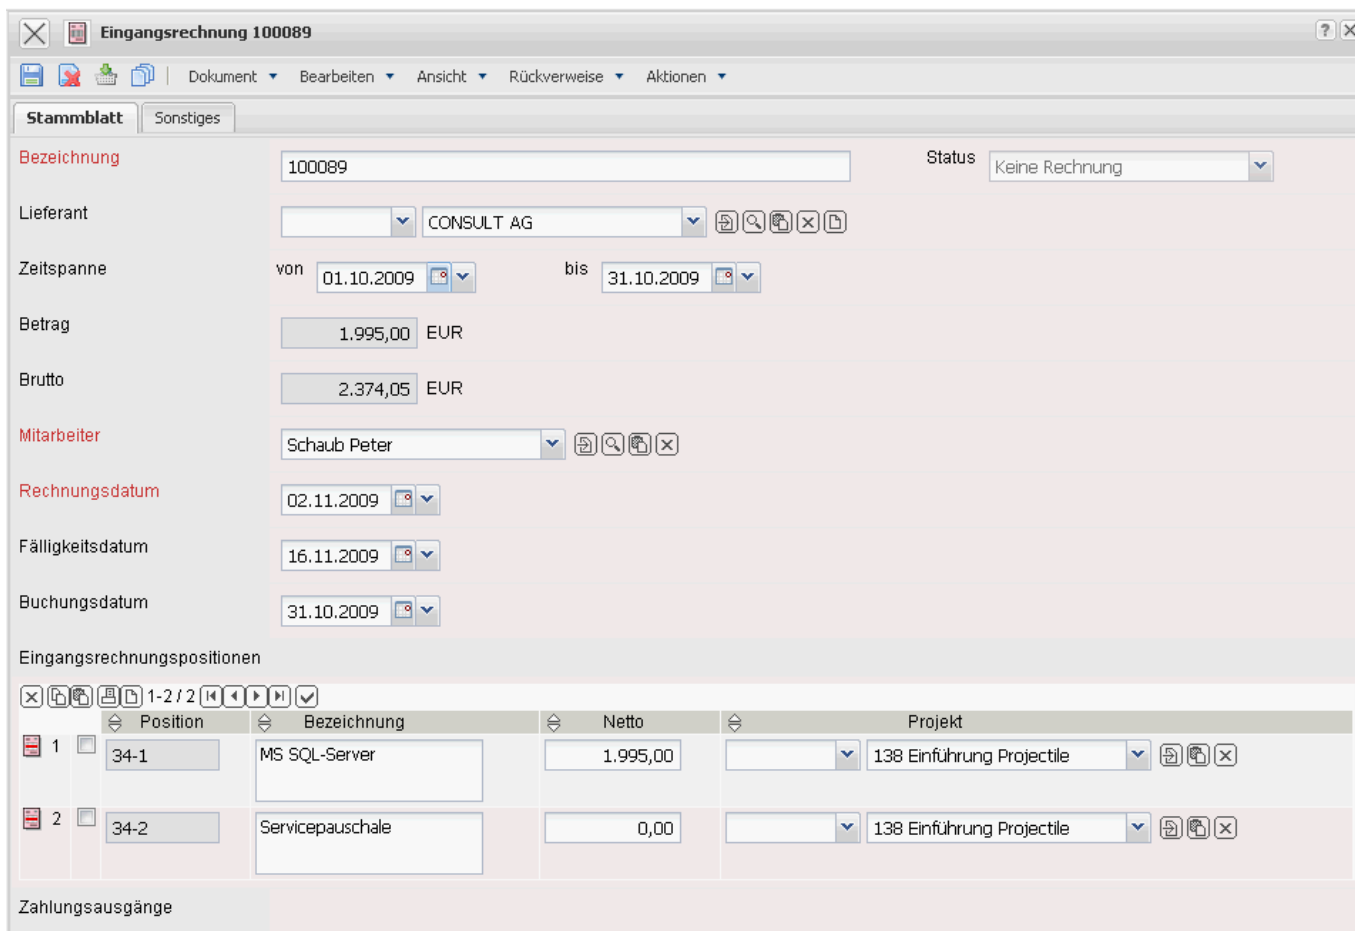 Eingangsrechnung 100089
Dokument Bearbeiten Ansicht Rückverweise Aktionen
Stammblatt Sonstiges
Bezeichnung 100089 Status Keine Rechnung
Lieferant CONSULT AG
Zeitspanne von 01.10.2009 bis 31.10.2009
Betrag 1.995,00 EUR
Brutto 2.374,05 EUR
Mitarbeiter Schaub Peter
Rechnungsdatum 02.11.2009
Fälligkeitsdatum 16.11.2009
Buchungsdatum 31.10.2009
Eingangsrechnungspositionen
1-2 / 2
Position Bezeichnung Netto Projekt
1 34-1 MS SQL-Server 1.995,00 138 Einführung Projectile
2 34-2 Servicepauschale 0,00 138 Einführung Projectile
Zahlungsausgänge